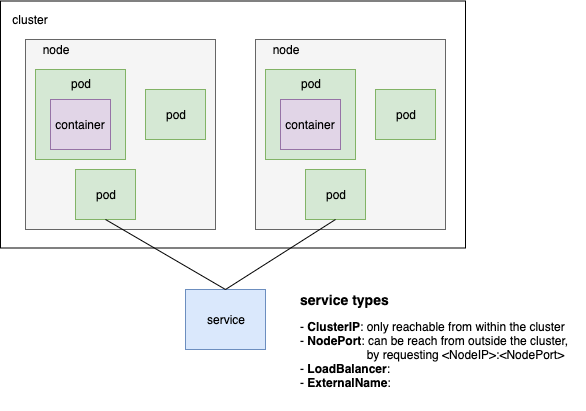 cluster
node
node
pod
container
pod
pod
pod
container
pod
pod
pod
service
service types
- ClusterIP: only reachable from within the cluster
- NodePort: can be reach from outside the cluster,
by requesting <NodeIP>:<NodePort>
- LoadBalancer:
- ExternalName: